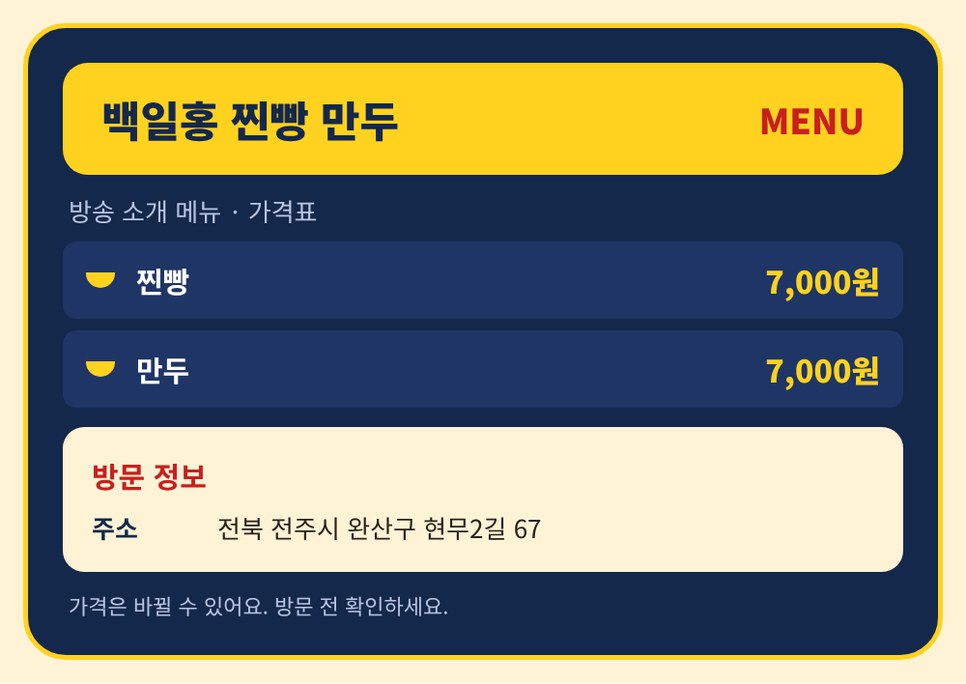 백일홍 찐빵 만두 MENU
방송 소개 메뉴 · 가격표
찐빵 7,000원
만두 7,000원
방문 정보
주소 전북 전주시 완산구 현무2길 67
가격은 바뀔 수 있어요. 방문 전 확인하세요.